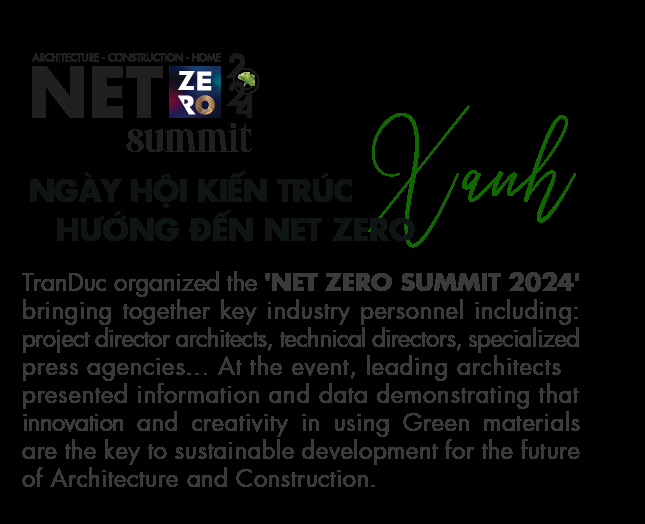 ARCHITECTURE - CONSTRUCTION - HOME
NET ZERO 2024
summit
NGÀY HỘI KIẾN TRÚC Xanh
HƯỚNG ĐẾN NET ZERO
TranDuc organized the 'NET ZERO SUMMIT 2024'
bringing together key industry personnel including:
project director architects, technical directors, specialized
press agencies... At the event, leading architects
presented information and data demonstrating that
innovation and creativity in using Green materials
are the key to sustainable development for the future
of Architecture and Construction.